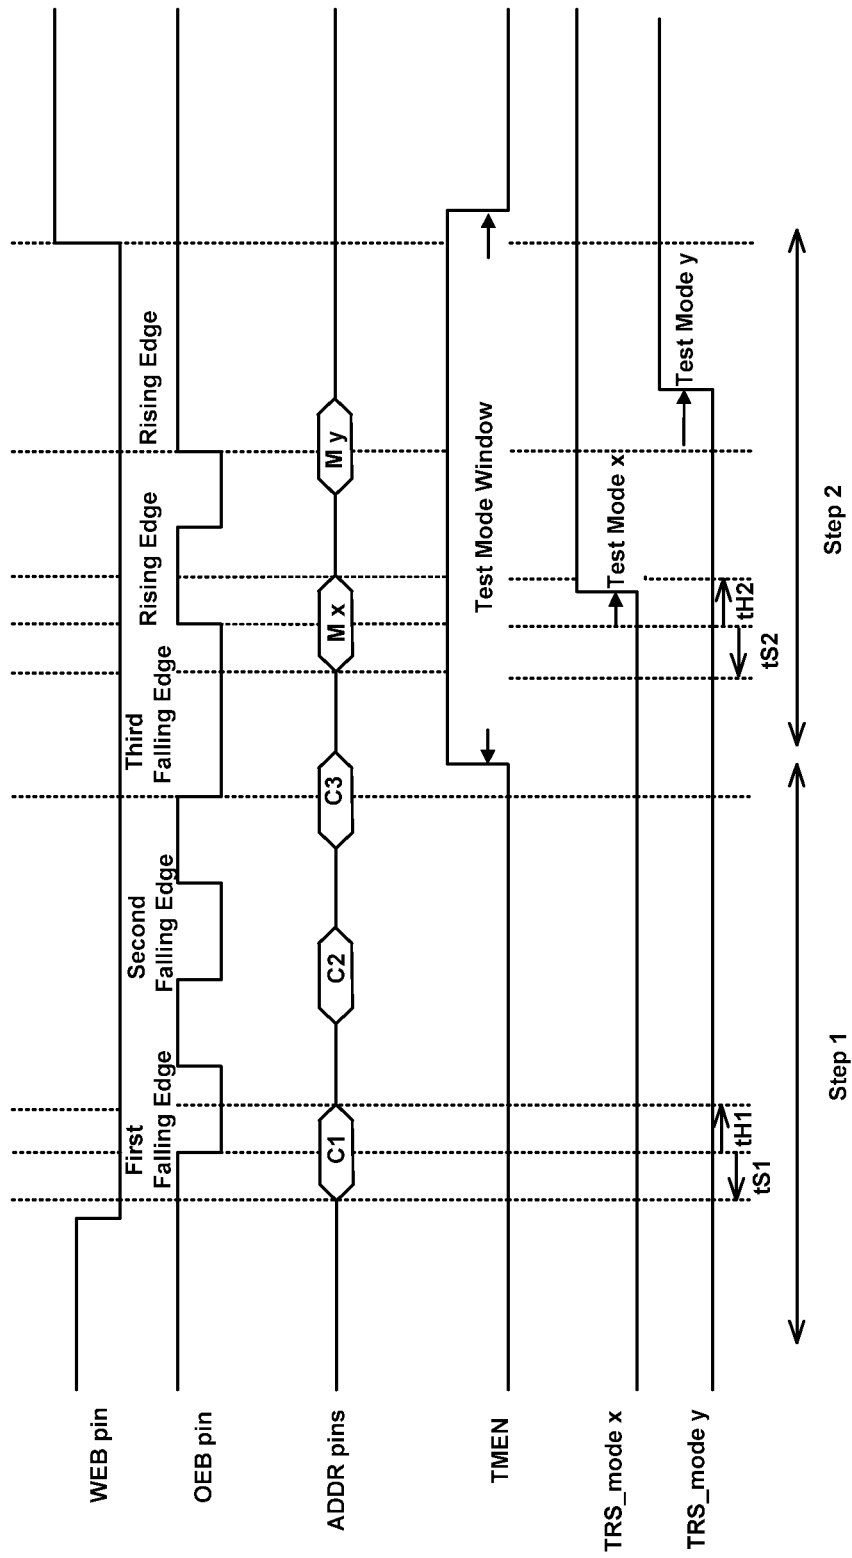 WEB pin
First
Falling Edge
Second
Falling Edge
Third
Falling Edge
Rising Edge
Rising Edge
OEB pin
ADDR pins
C1
C2
C3
M x
M y
TMEN
Test Mode Window
TRS_mode x
Test Mode x
TRS_mode y
Test Mode y
tS1
tH1
tS2
tH2
Step 1
Step 2